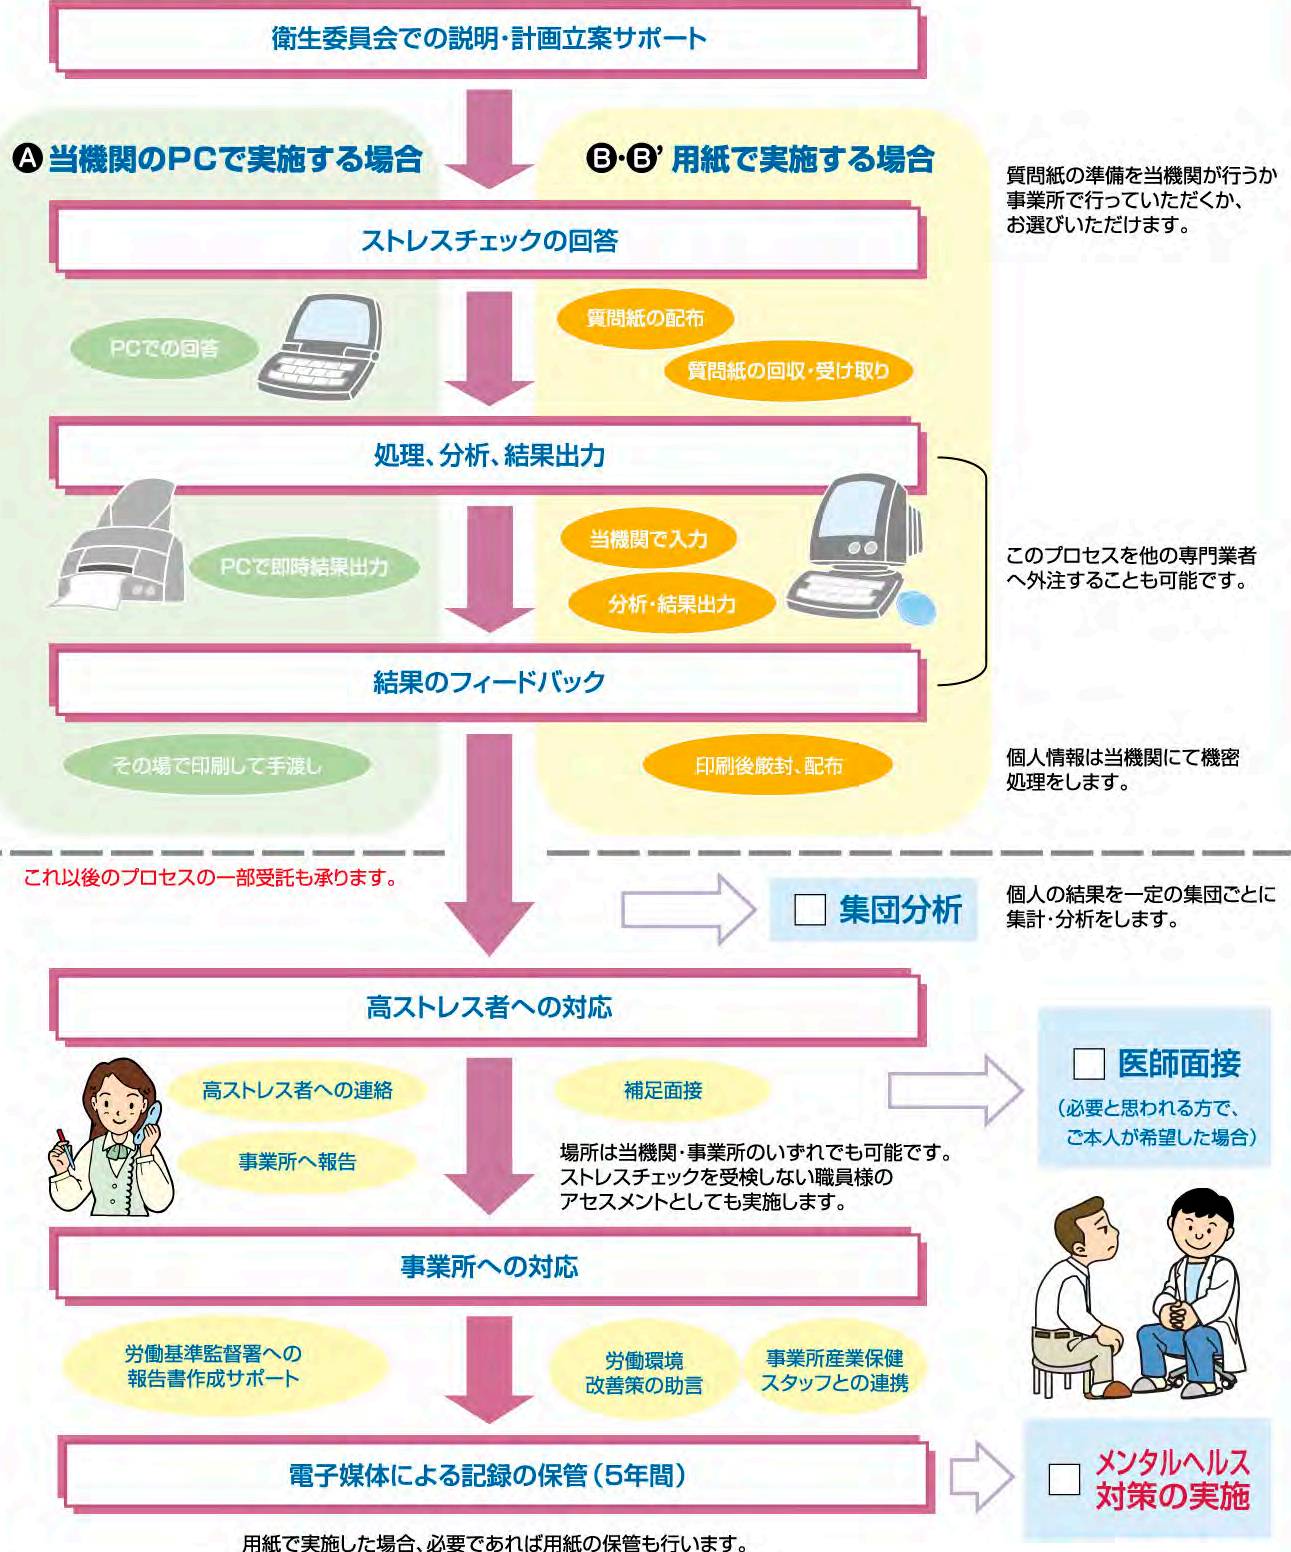 衛生委員会での説明・計画立案サポート
A 当機関のPCで実施する場合
B・B’ 用紙で実施する場合
質問紙の準備を当機関が行うか
事業所で行っていただくか、
お選びいただけます。
ストレスチェックの回答
PCでの回答
質問紙の配布
質問紙の回収・受け取り
処理、分析、結果出力
PCで即時結果出力
当機関で入力
分析・結果出力
このプロセスを他の専門業者
へ外注することも可能です。
結果のフィードバック
その場で印刷して手渡し
印刷後厳封、配布
個人情報は当機関にて機密
処理をします。
これ以後のプロセスの一部受託も承ります。
集団分析
個人の結果を一定の集団ごとに
集計・分析をします。
高ストレス者への対応
高ストレス者への連絡
事業所へ報告
補足面接
場所は当機関・事業所のいずれでも可能です。
ストレスチェックを受検しない職員様の
アセスメントとしても実施します。
医師面接
（必要と思われる方で、
ご本人が希望した場合）
事業所への対応
労働基準監督署への
報告書作成サポート
労働環境
改善策の助言
事業所産業保健
スタッフとの連携
電子媒体による記録の保管（5年間）
メンタルヘルス
対策の実施
用紙で実施した場合、必要であれば用紙の保管も行います。